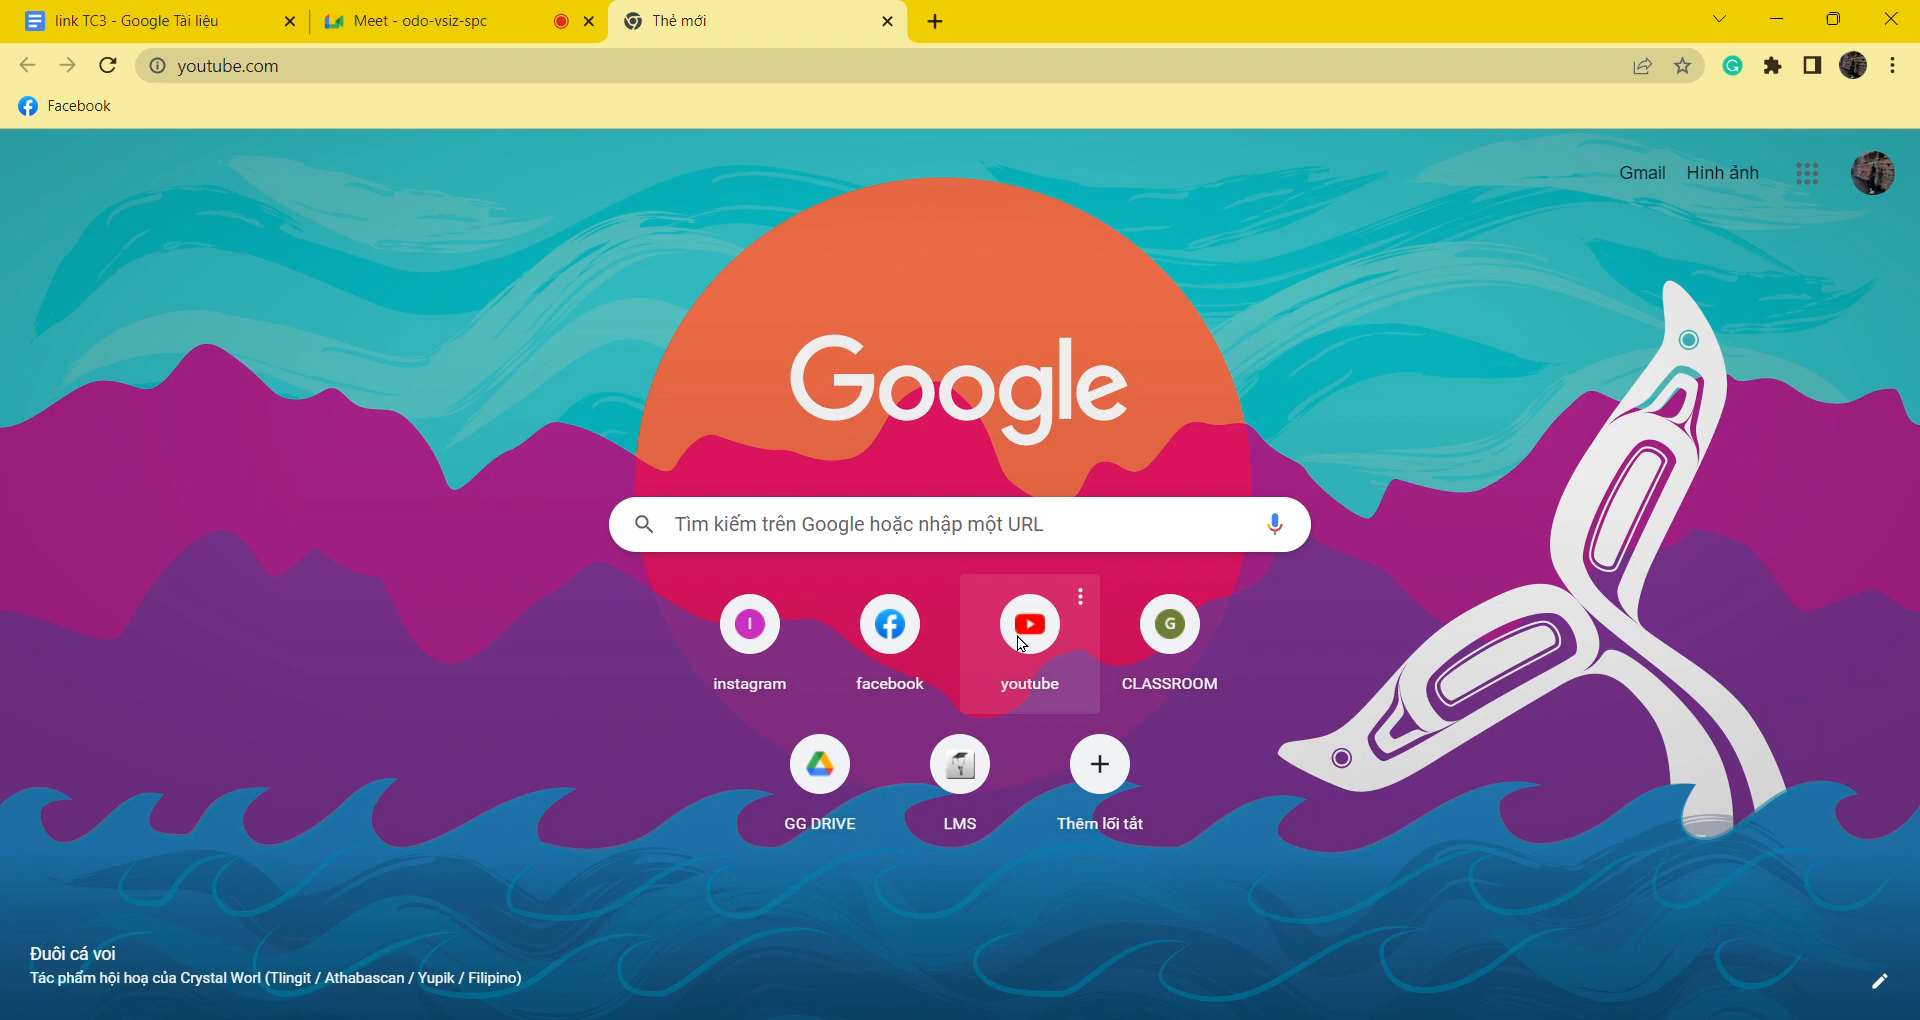 link TC3 - Google Tài liệu
Meet - odo-vsiz-spc
Thẻ mới
youtube.com
Facebook
Gmail
Hình ảnh
Google
Tìm kiếm trên Google hoặc nhập một URL
I
G
instagram
facebook
youtube
CLASSROOM
GG DRIVE
LMS
Thêm lối tắt
Đuôi cá voi
Tác phẩm hội hoạ của Crystal Worl (Tlingit / Athabascan / Yupik / Filipino)